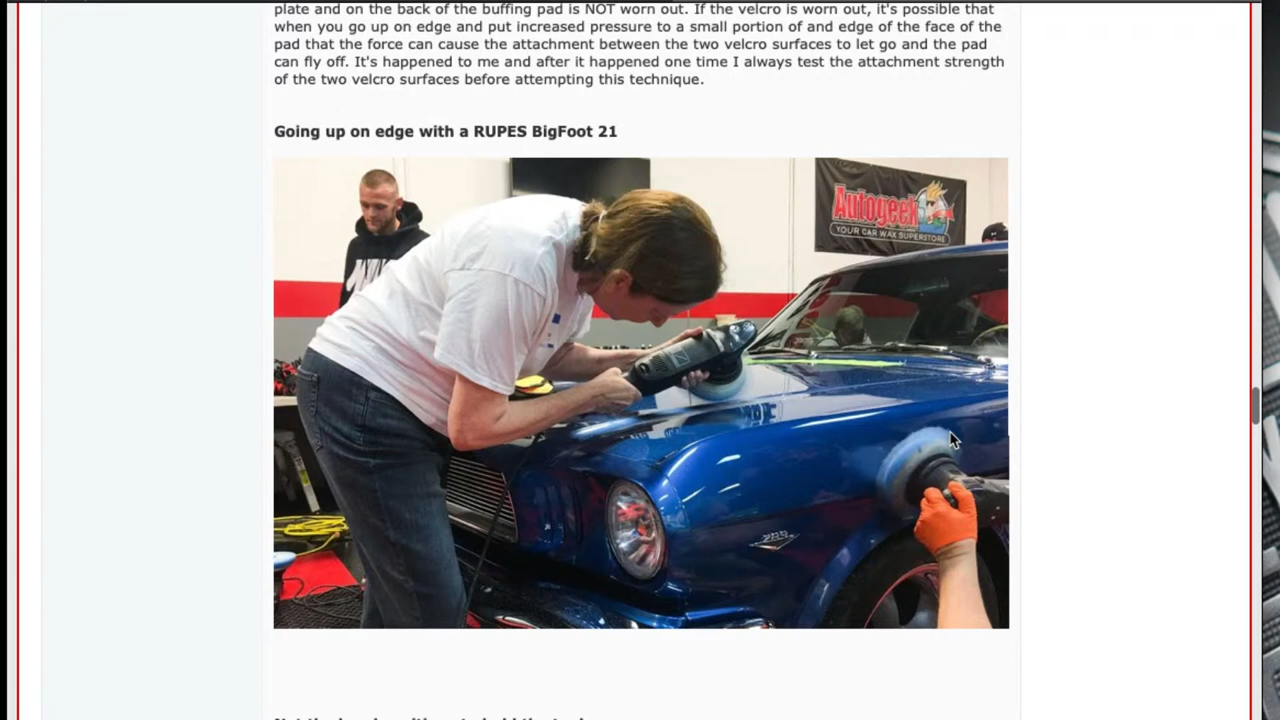 plate and on the back of the buffing pad is NOT worn out. If the velcro is worn out, it's possible that
when you go up on edge and put increased pressure to a small portion of and edge of the face of the
pad that the force can cause the attachment between the two velcro surfaces to let go and the pad
can fly off. It's happened to me and after it happened one time I always test the attachment strength
of the two velcro surfaces before attempting this technique.
Going up on edge with a RUPES BigFoot 21
Autogeek
YOUR CAR WAX SUPERSTORE